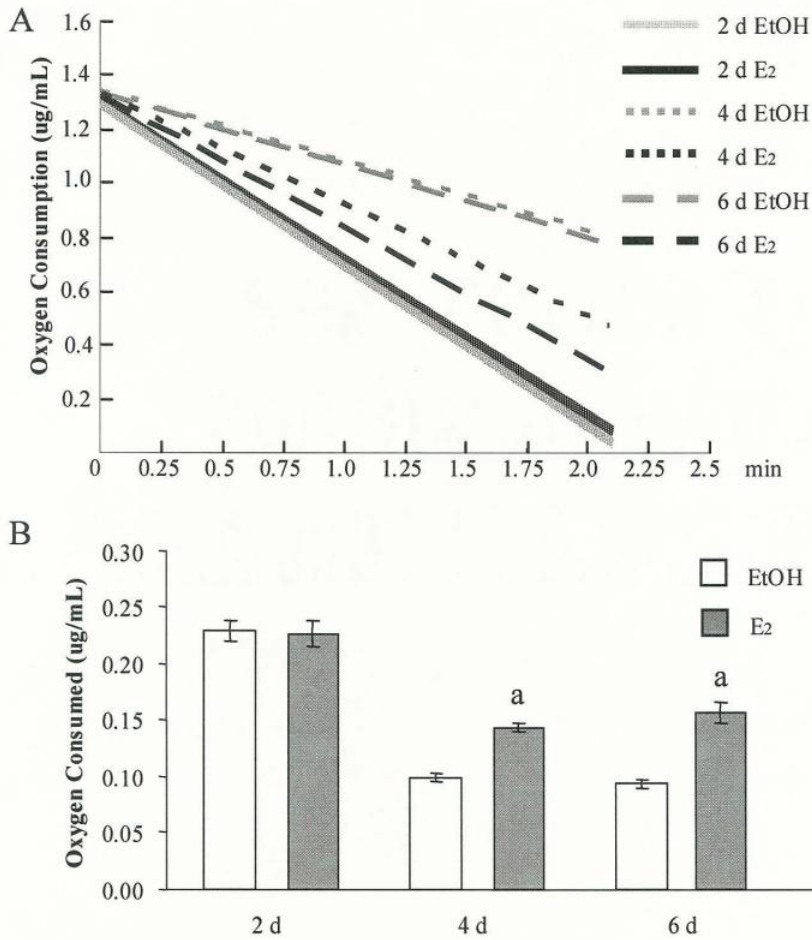 A
Oxygen Consumption (ug/mL)
1.6
1.4
1.2
1.0
0.8
0.6
0.4
0.2
0 0.25 0.5 0.75 1.0 1.25 1.5 1.75 2.0 2.25 2.5 min
2 d EtOH
2 d E₂
4 d EtOH
4 d E₂
6 d EtOH
6 d E₂
B
Oxygen Consumed (ug/mL)
0.30
0.25
0.20
0.15
0.10
0.05
0.00
EtOH
E₂
a
a
2 d 4 d 6 d